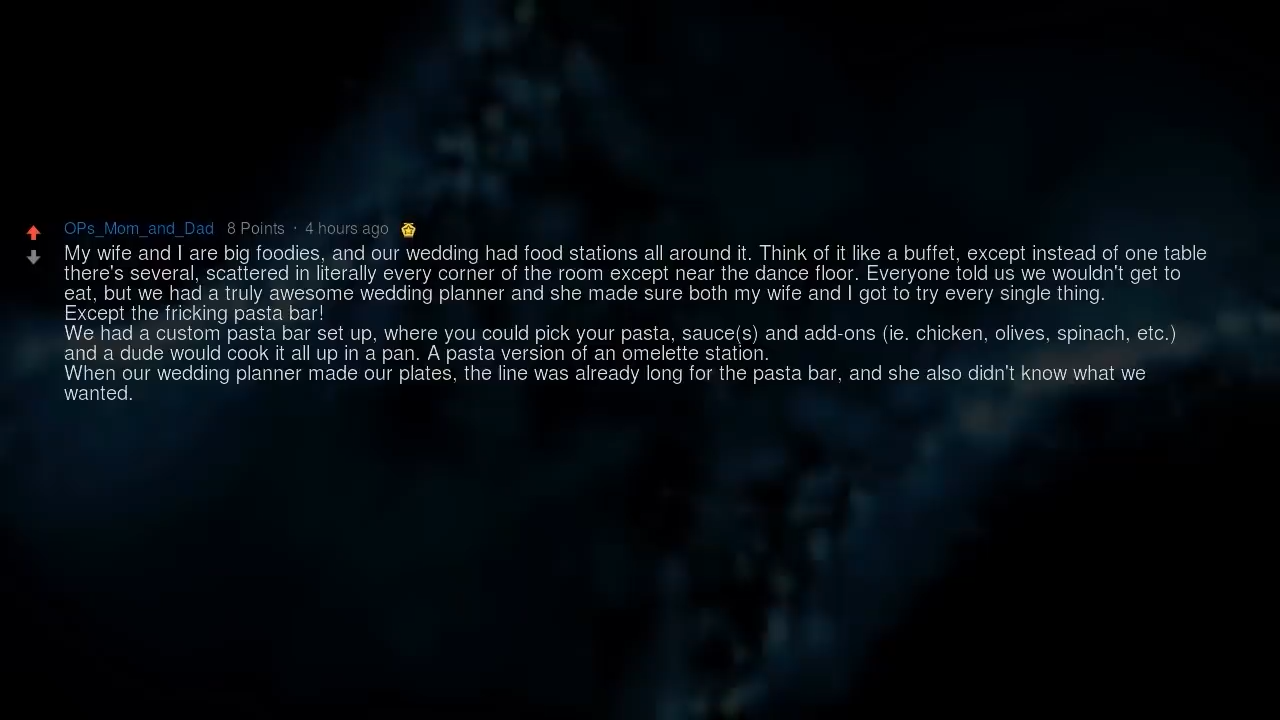 OPs_Mom_and_Dad 8 Points · 4 hours ago
My wife and I are big foodies, and our wedding had food stations all around it. Think of it like a buffet, except instead of one table
there's several, scattered in literally every corner of the room except near the dance floor. Everyone told us we wouldn't get to
eat, but we had a truly awesome wedding planner and she made sure both my wife and I got to try every single thing.
Except the fricking pasta bar!
We had a custom pasta bar set up, where you could pick your pasta, sauce(s) and add-ons (ie. chicken, olives, spinach, etc.)
and a dude would cook it all up in a pan. A pasta version of an omelette station.
When our wedding planner made our plates, the line was already long for the pasta bar, and she also didn't know what we
wanted.